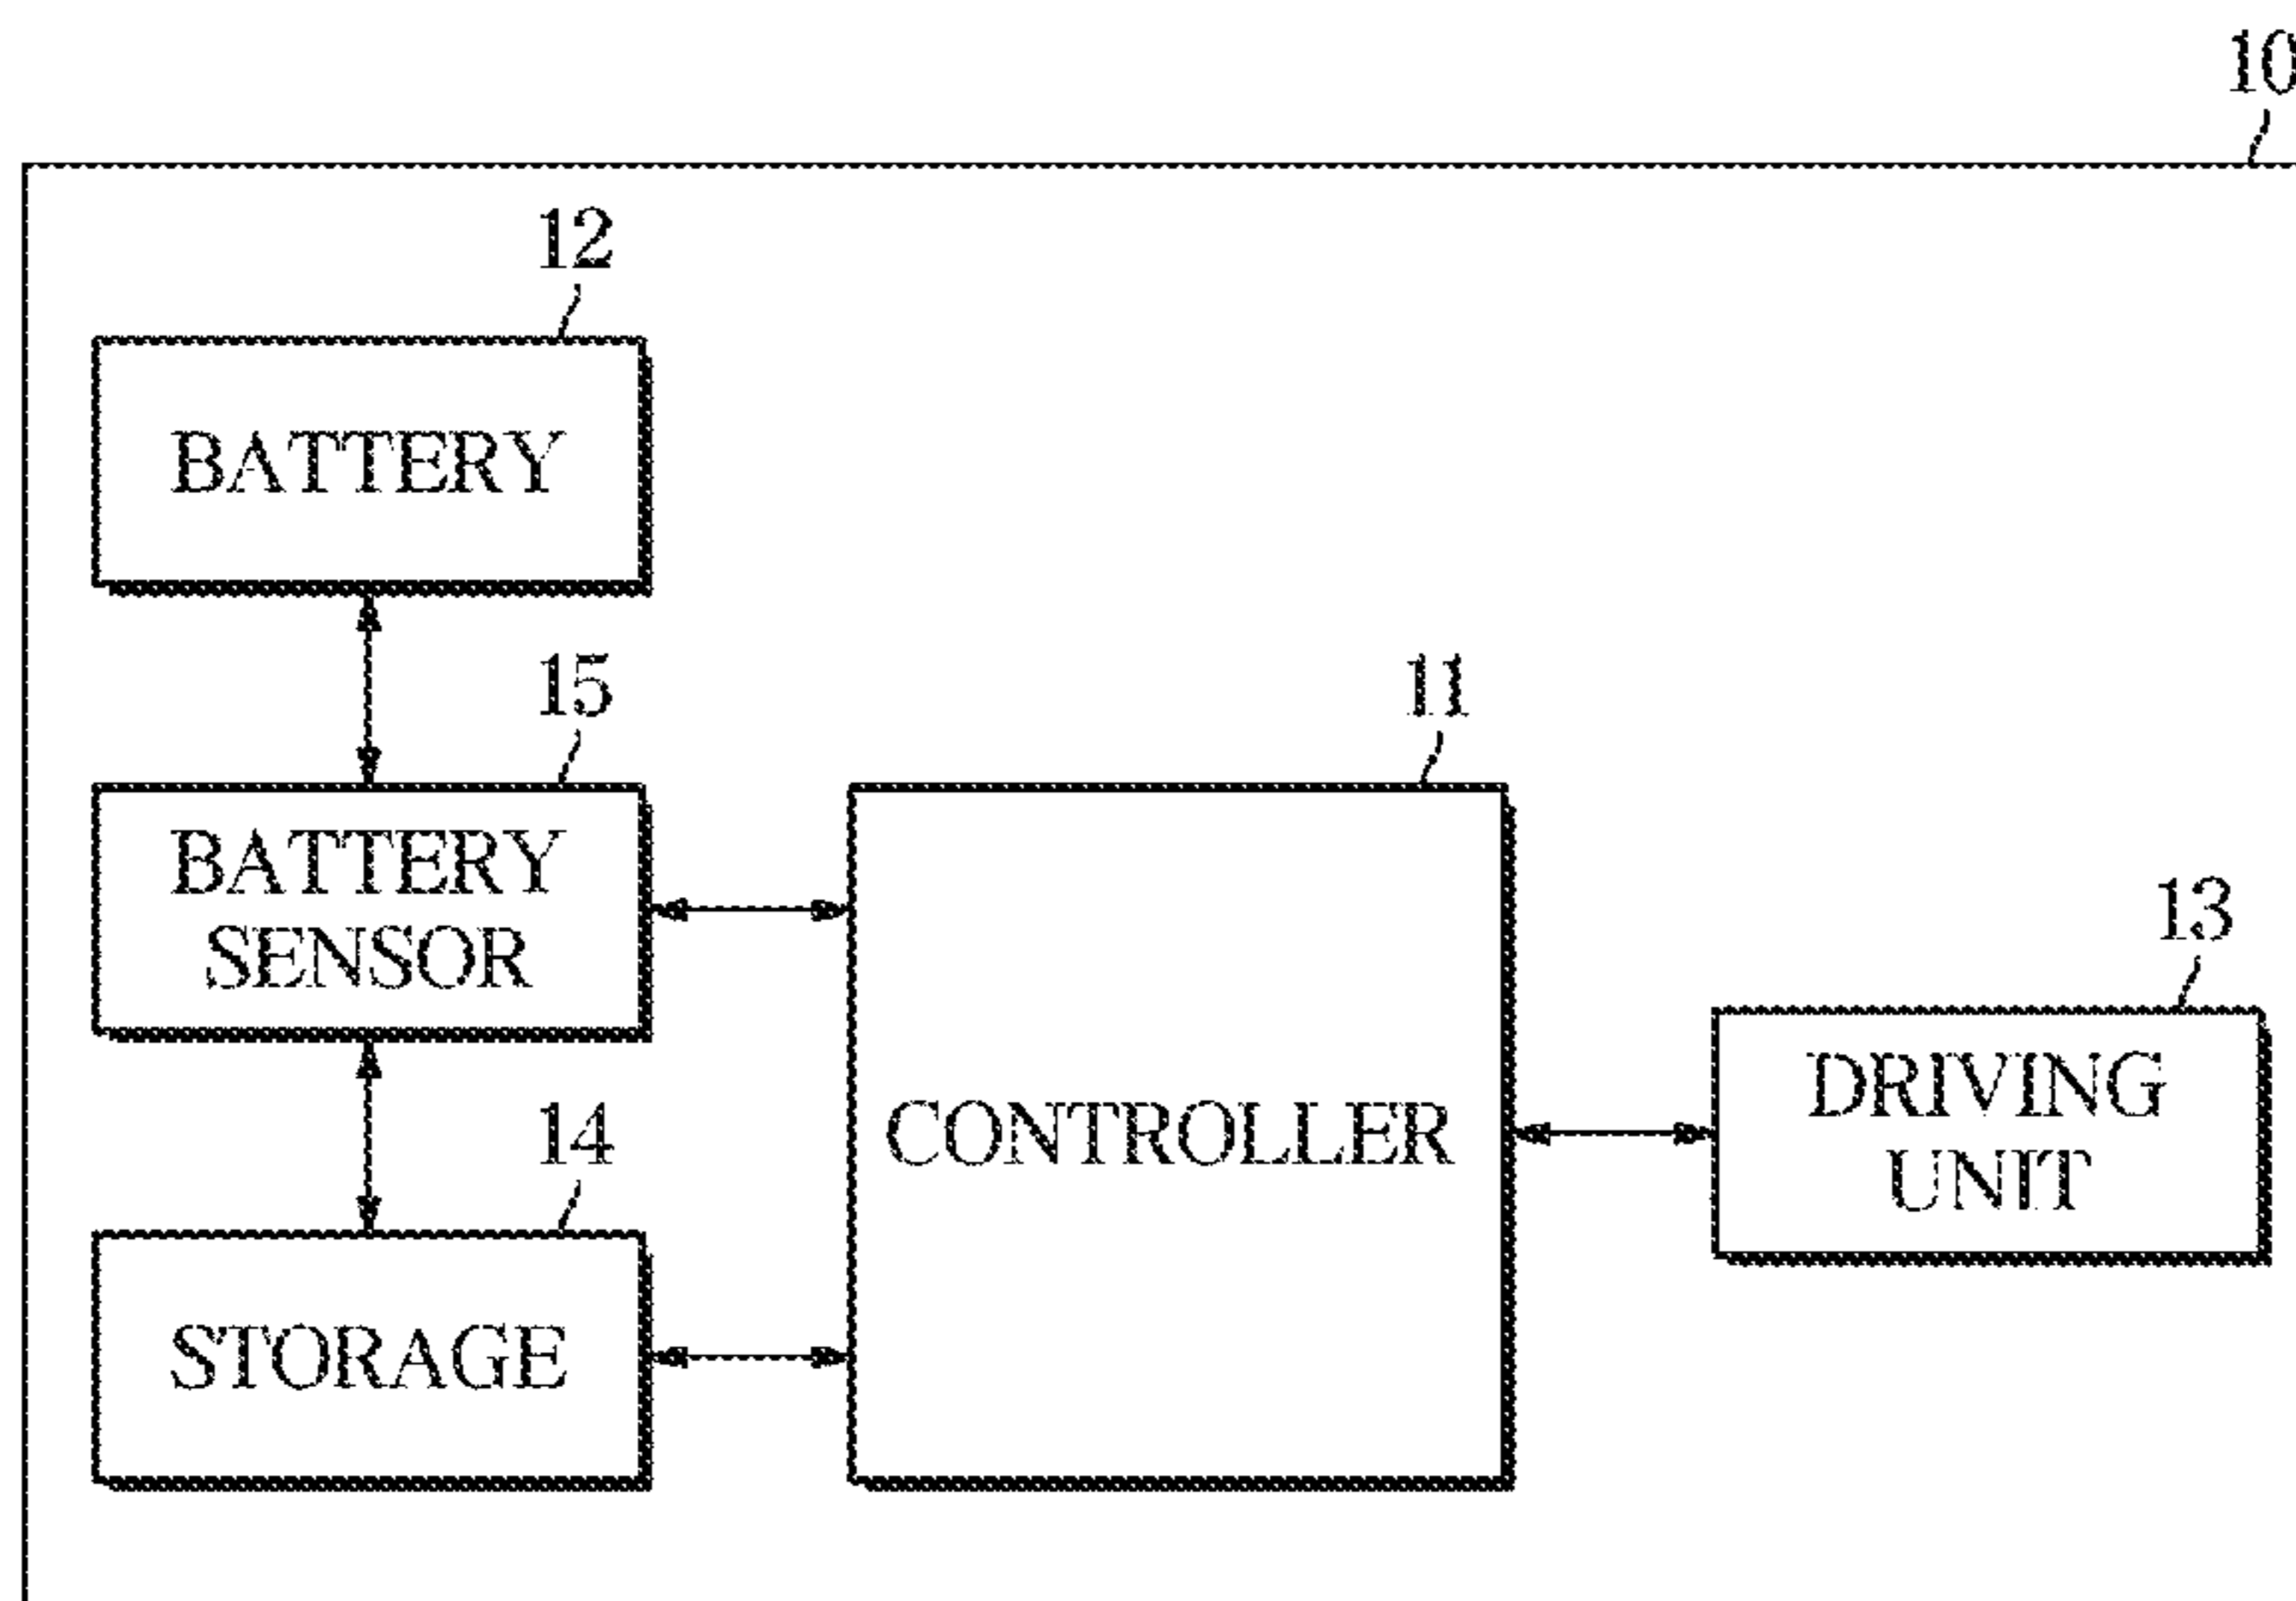 10
12
BATTERY
15
BATTERY
SENSOR
11
CONTROLLER
13
DRIVING
UNIT
14
STORAGE